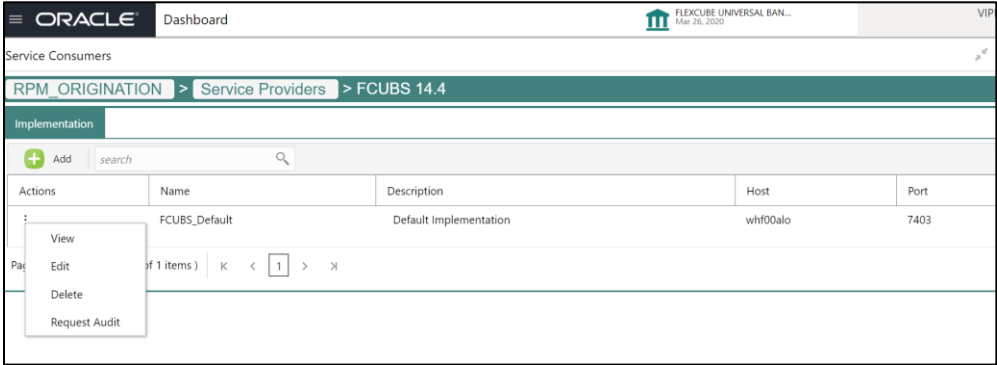 ≡ ORACLE® Dashboard FLEXCUBE UNIVERSAL BAN... VIP
Mar 26, 2020
Service Consumers
RPM_ORIGINATION > Service Providers > FCUBS 14.4
Implementation
Add search
Actions Name Description Host Port
FCUBS_Default Default Implementation whf00alo 7403
View
Pag of 1 items ) K < 1 > >|
Edit
Delete
Request Audit